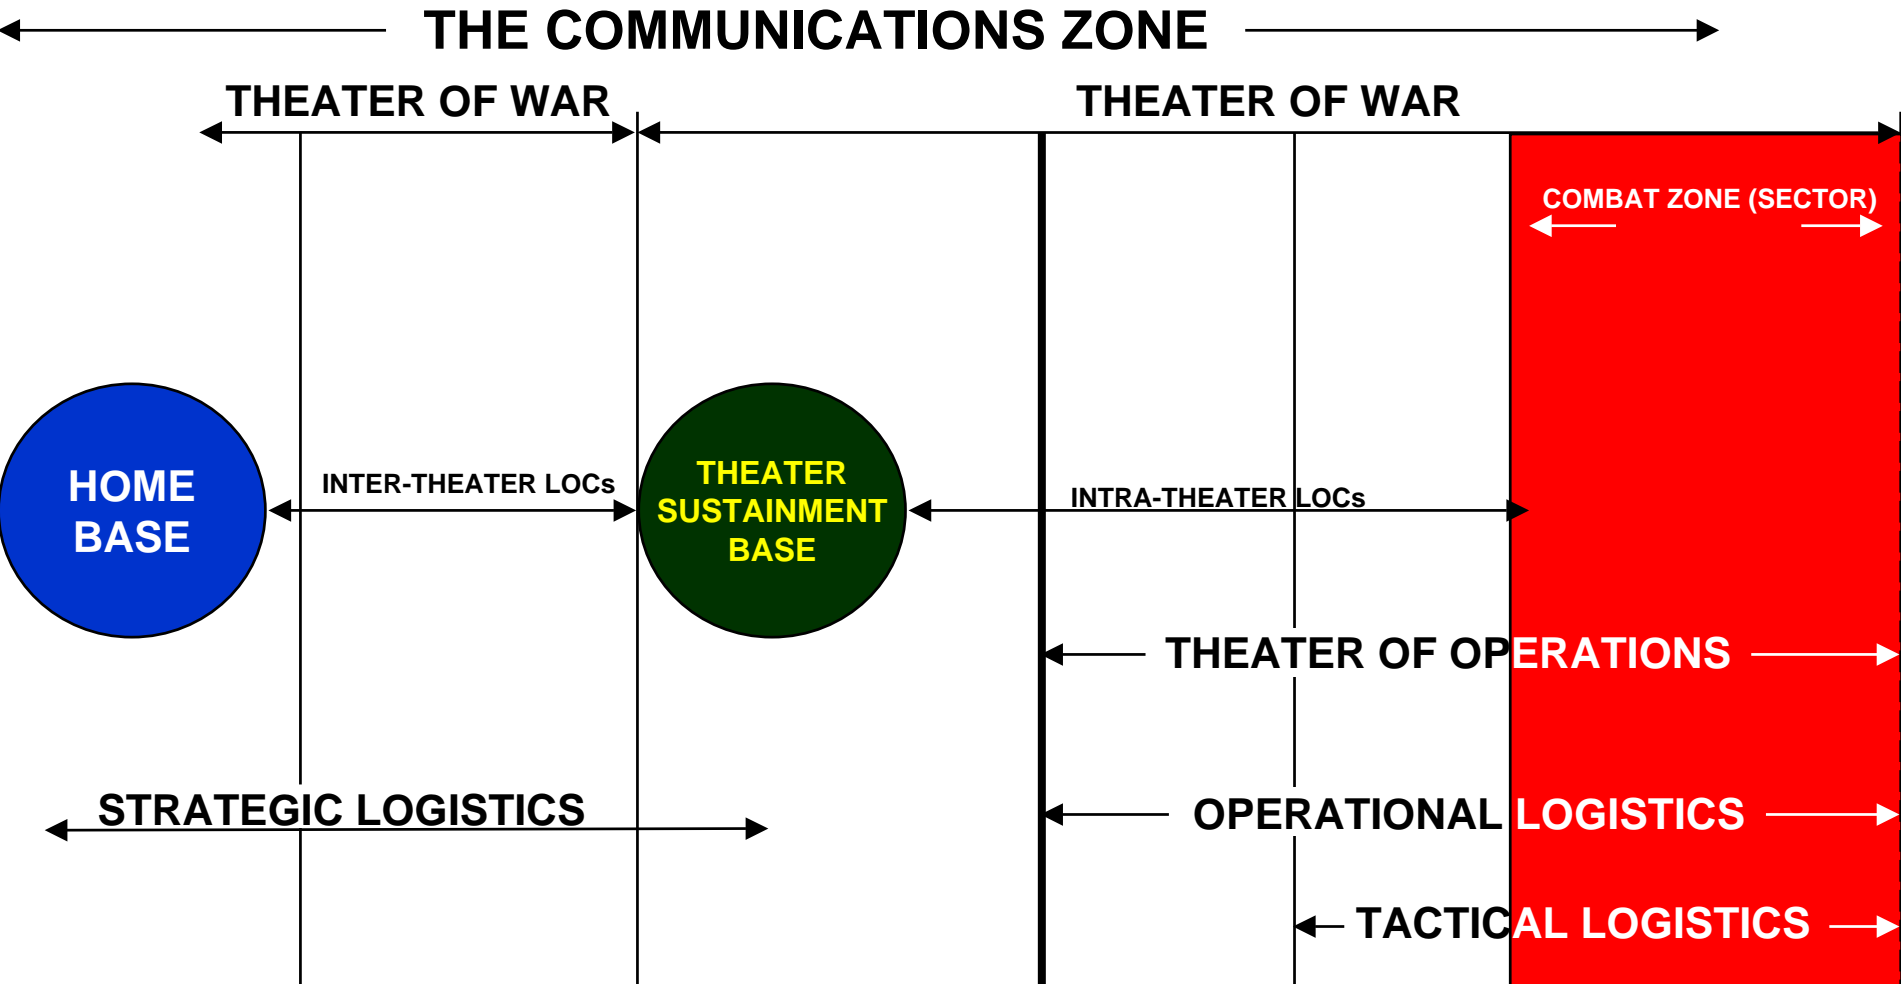 THE COMMUNICATIONS ZONE
THEATER OF WAR
THEATER OF WAR
COMBAT ZONE (SECTOR)
HOME
BASE
INTER-THEATER LOCs
THEATER
SUSTAINMENT
BASE
INTRA-THEATER LOCs
THEATER OF OPERATIONS
STRATEGIC LOGISTICS
OPERATIONAL LOGISTICS
TACTICAL LOGISTICS